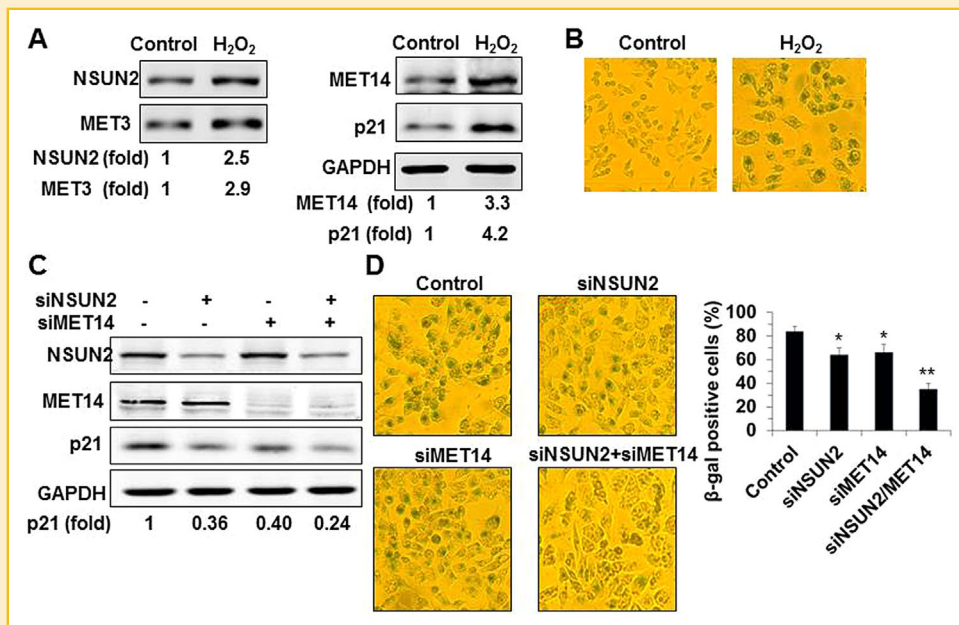 A
Control H₂O₂
NSUN2
MET3
NSUN2 (fold) 1 2.5
MET3 (fold) 1 2.9
Control H₂O₂
MET14
p21
GAPDH
MET14 (fold) 1 3.3
p21 (fold) 1 4.2
B
Control H₂O₂
C
siNSUN2 - + - +
siMET14 - - + +
NSUN2
MET14
p21
GAPDH
p21 (fold) 1 0.36 0.40 0.24
D
Control siNSUN2
siMET14 siNSUN2+siMET14
β-gal positive cells (%)
100
80
60
40
20
0
* * **
Control
siNSUN2
siMET14
siNSUN2/MET14